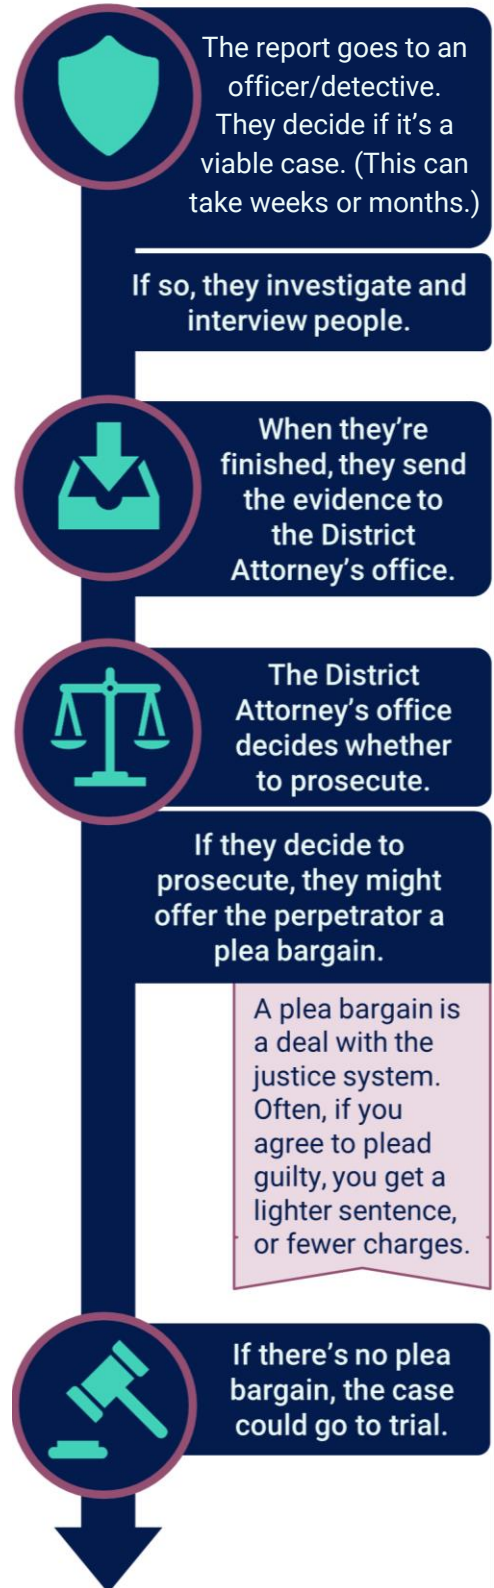 The report goes to an
officer/detective.
They decide if it’s a
viable case. (This can
take weeks or months.)
If so, they investigate and
interview people.
When they’re
finished, they send
the evidence to
the District
Attorney’s office.
The District
Attorney’s office
decides whether
to prosecute.
If they decide to
prosecute, they might
offer the perpetrator a
plea bargain.
A plea bargain is
a deal with the
justice system.
Often, if you
agree to plead
guilty, you get a
lighter sentence,
or fewer charges.
If there’s no plea
bargain, the case
could go to trial.